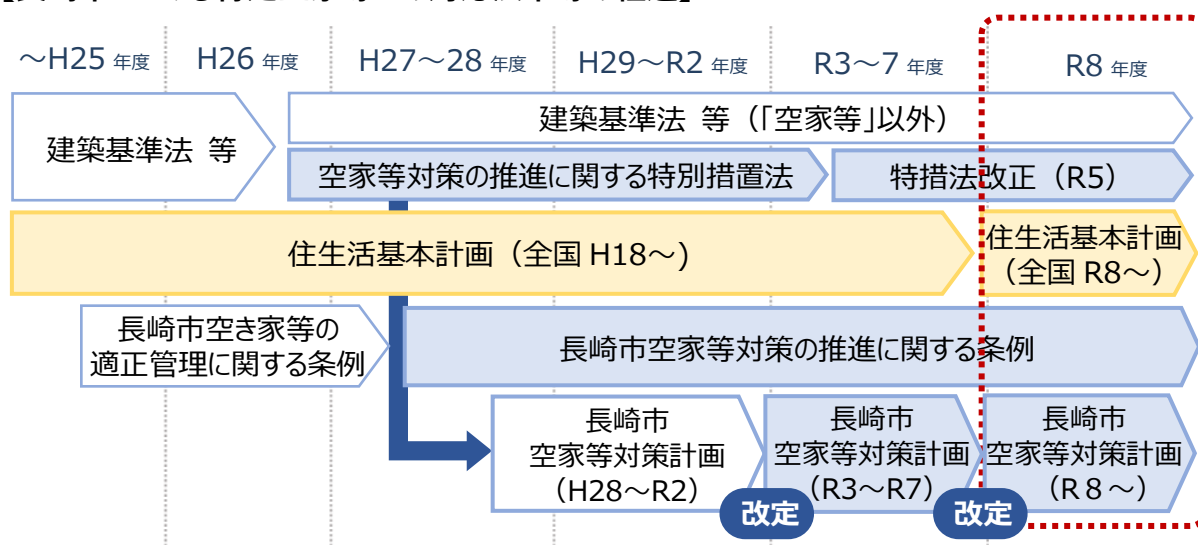 ～H25 年度
H26 年度
H27～28 年度
H29～R2 年度
R3～7 年度
R8 年度
建築基準法 等
建築基準法 等（「空家等」以外）
空家等対策の推進に関する特別措置法
特措法改正（R5）
住生活基本計画（全国 H18～)
住生活基本計画
（全国 R8～）
長崎市空き家等の
適正管理に関する条例
長崎市空家等対策の推進に関する条例
長崎市
空家等対策計画
（H28～R2）
長崎市
空家等対策計画
（R3～R7）
長崎市
空家等対策計画
（R８～）
改定
改定